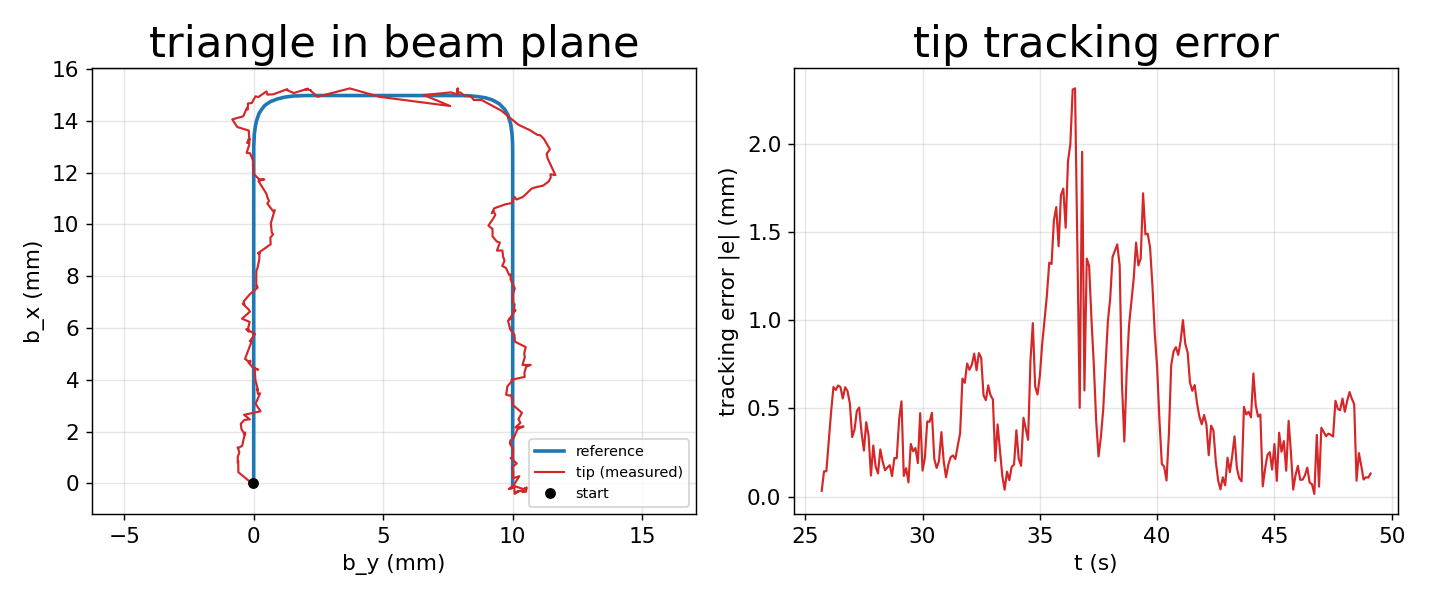 triangle in beam plane
16
14
12
10
8
6
4
2
0
b_x (mm)
−5
0
5
10
15
b_y (mm)
reference
tip (measured)
start
tip tracking error
2.0
1.5
1.0
0.5
0.0
tracking error |e| (mm)
25
30
35
40
45
50
t (s)